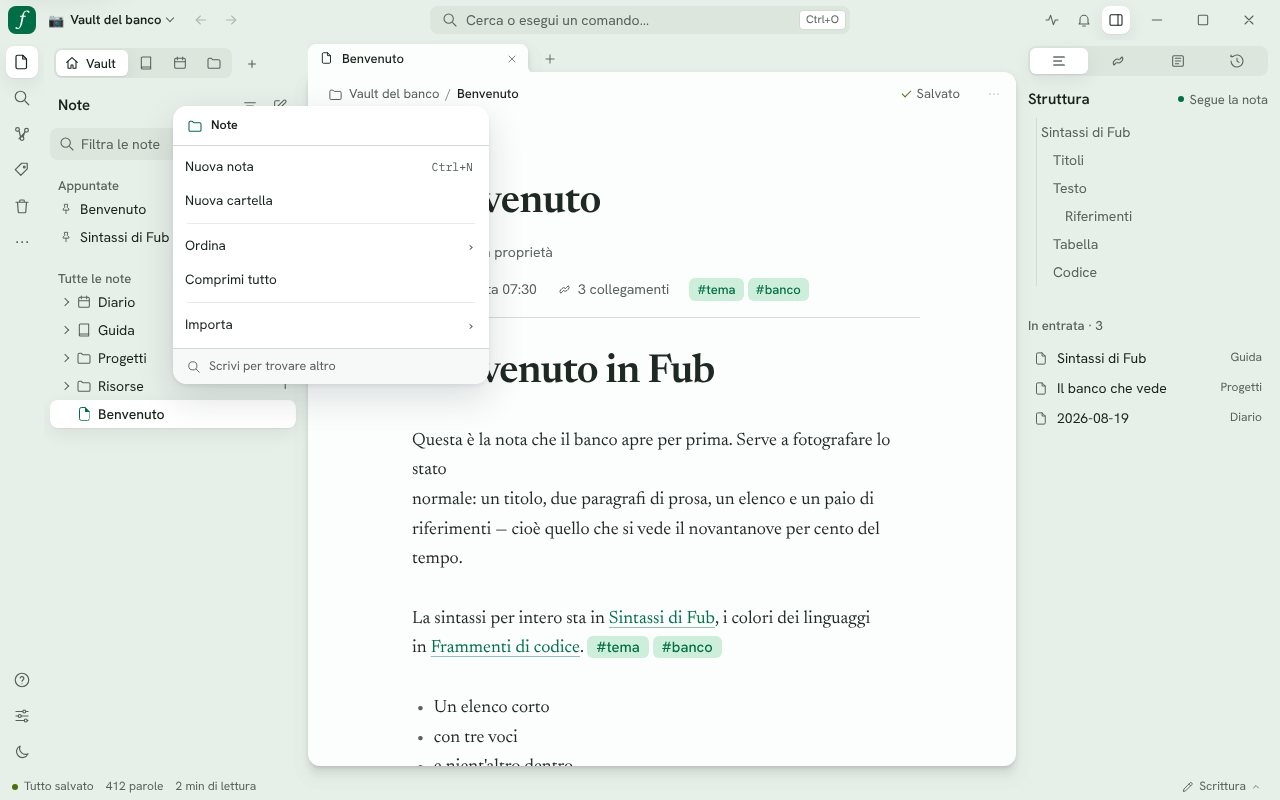 Vault del banco
Cerca o esegui un comando...
Ctrl+O
Vault
Benvenuto
Note
Filtra le note
Appuntate
Benvenuto
Sintassi di Fub
Tutte le note
Diario
Guida
Progetti
Risorse
Benvenuto
Note
Nuova nota Ctrl+N
Nuova cartella
Ordina
Comprimi tutto
Importa
Scrivi per trovare altro
Vault del banco / Benvenuto
Salvato
venuto
proprietà
07:30
3 collegamenti
#tema #banco
venuto in Fub
Questa è la nota che il banco apre per prima. Serve a fotografare lo
stato
normale: un titolo, due paragrafi di prosa, un elenco e un paio di
riferimenti — cioè quello che si vede il novantanove per cento del
tempo.
La sintassi per intero sta in Sintassi di Fub, i colori dei linguaggi
in Frammenti di codice. #tema #banco
• Un elenco corto
• con tre voci
• e nient'altro dentro
Struttura
Segue la nota
Sintassi di Fub
Titoli
Testo
Riferimenti
Tabella
Codice
In entrata · 3
Sintassi di Fub Guida
Il banco che vede Progetti
2026-08-19 Diario
Tutto salvato 412 parole 2 min di lettura
Scrittura